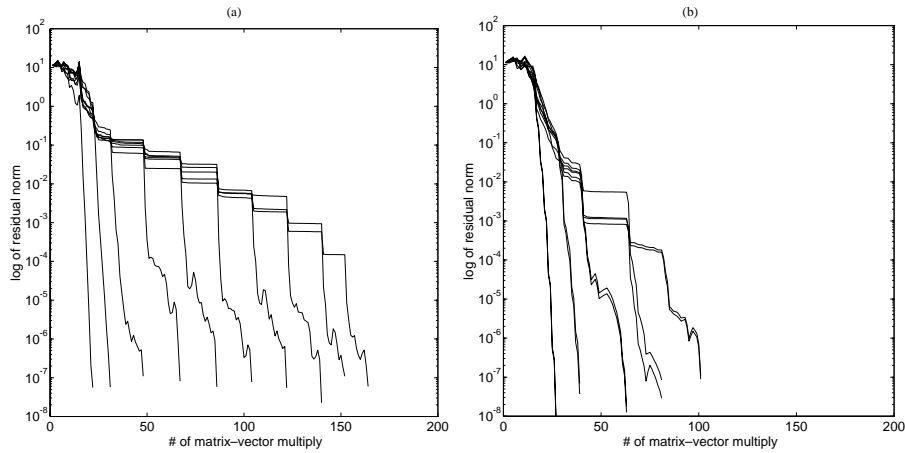 (a)
10^2
10^1
10^0
10^-1
10^-2
10^-3
10^-4
10^-5
10^-6
10^-7
10^-8
log of residual norm
0 50 100 150 200
# of matrix–vector multiply
(b)
10^2
10^1
10^0
10^-1
10^-2
10^-3
10^-4
10^-5
10^-6
10^-7
10^-8
log of residual norm
0 50 100 150 200
# of matrix–vector multiply